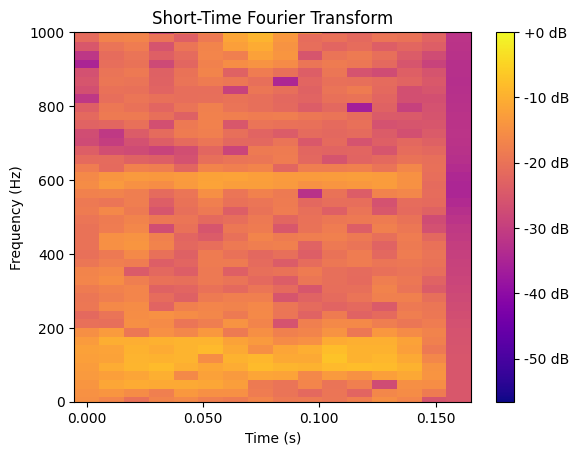 Short-Time Fourier Transform
1000
800
600
400
200
0
Frequency (Hz)
0.000
0.050
0.100
0.150
Time (s)
+0 dB
-10 dB
-20 dB
-30 dB
-40 dB
-50 dB